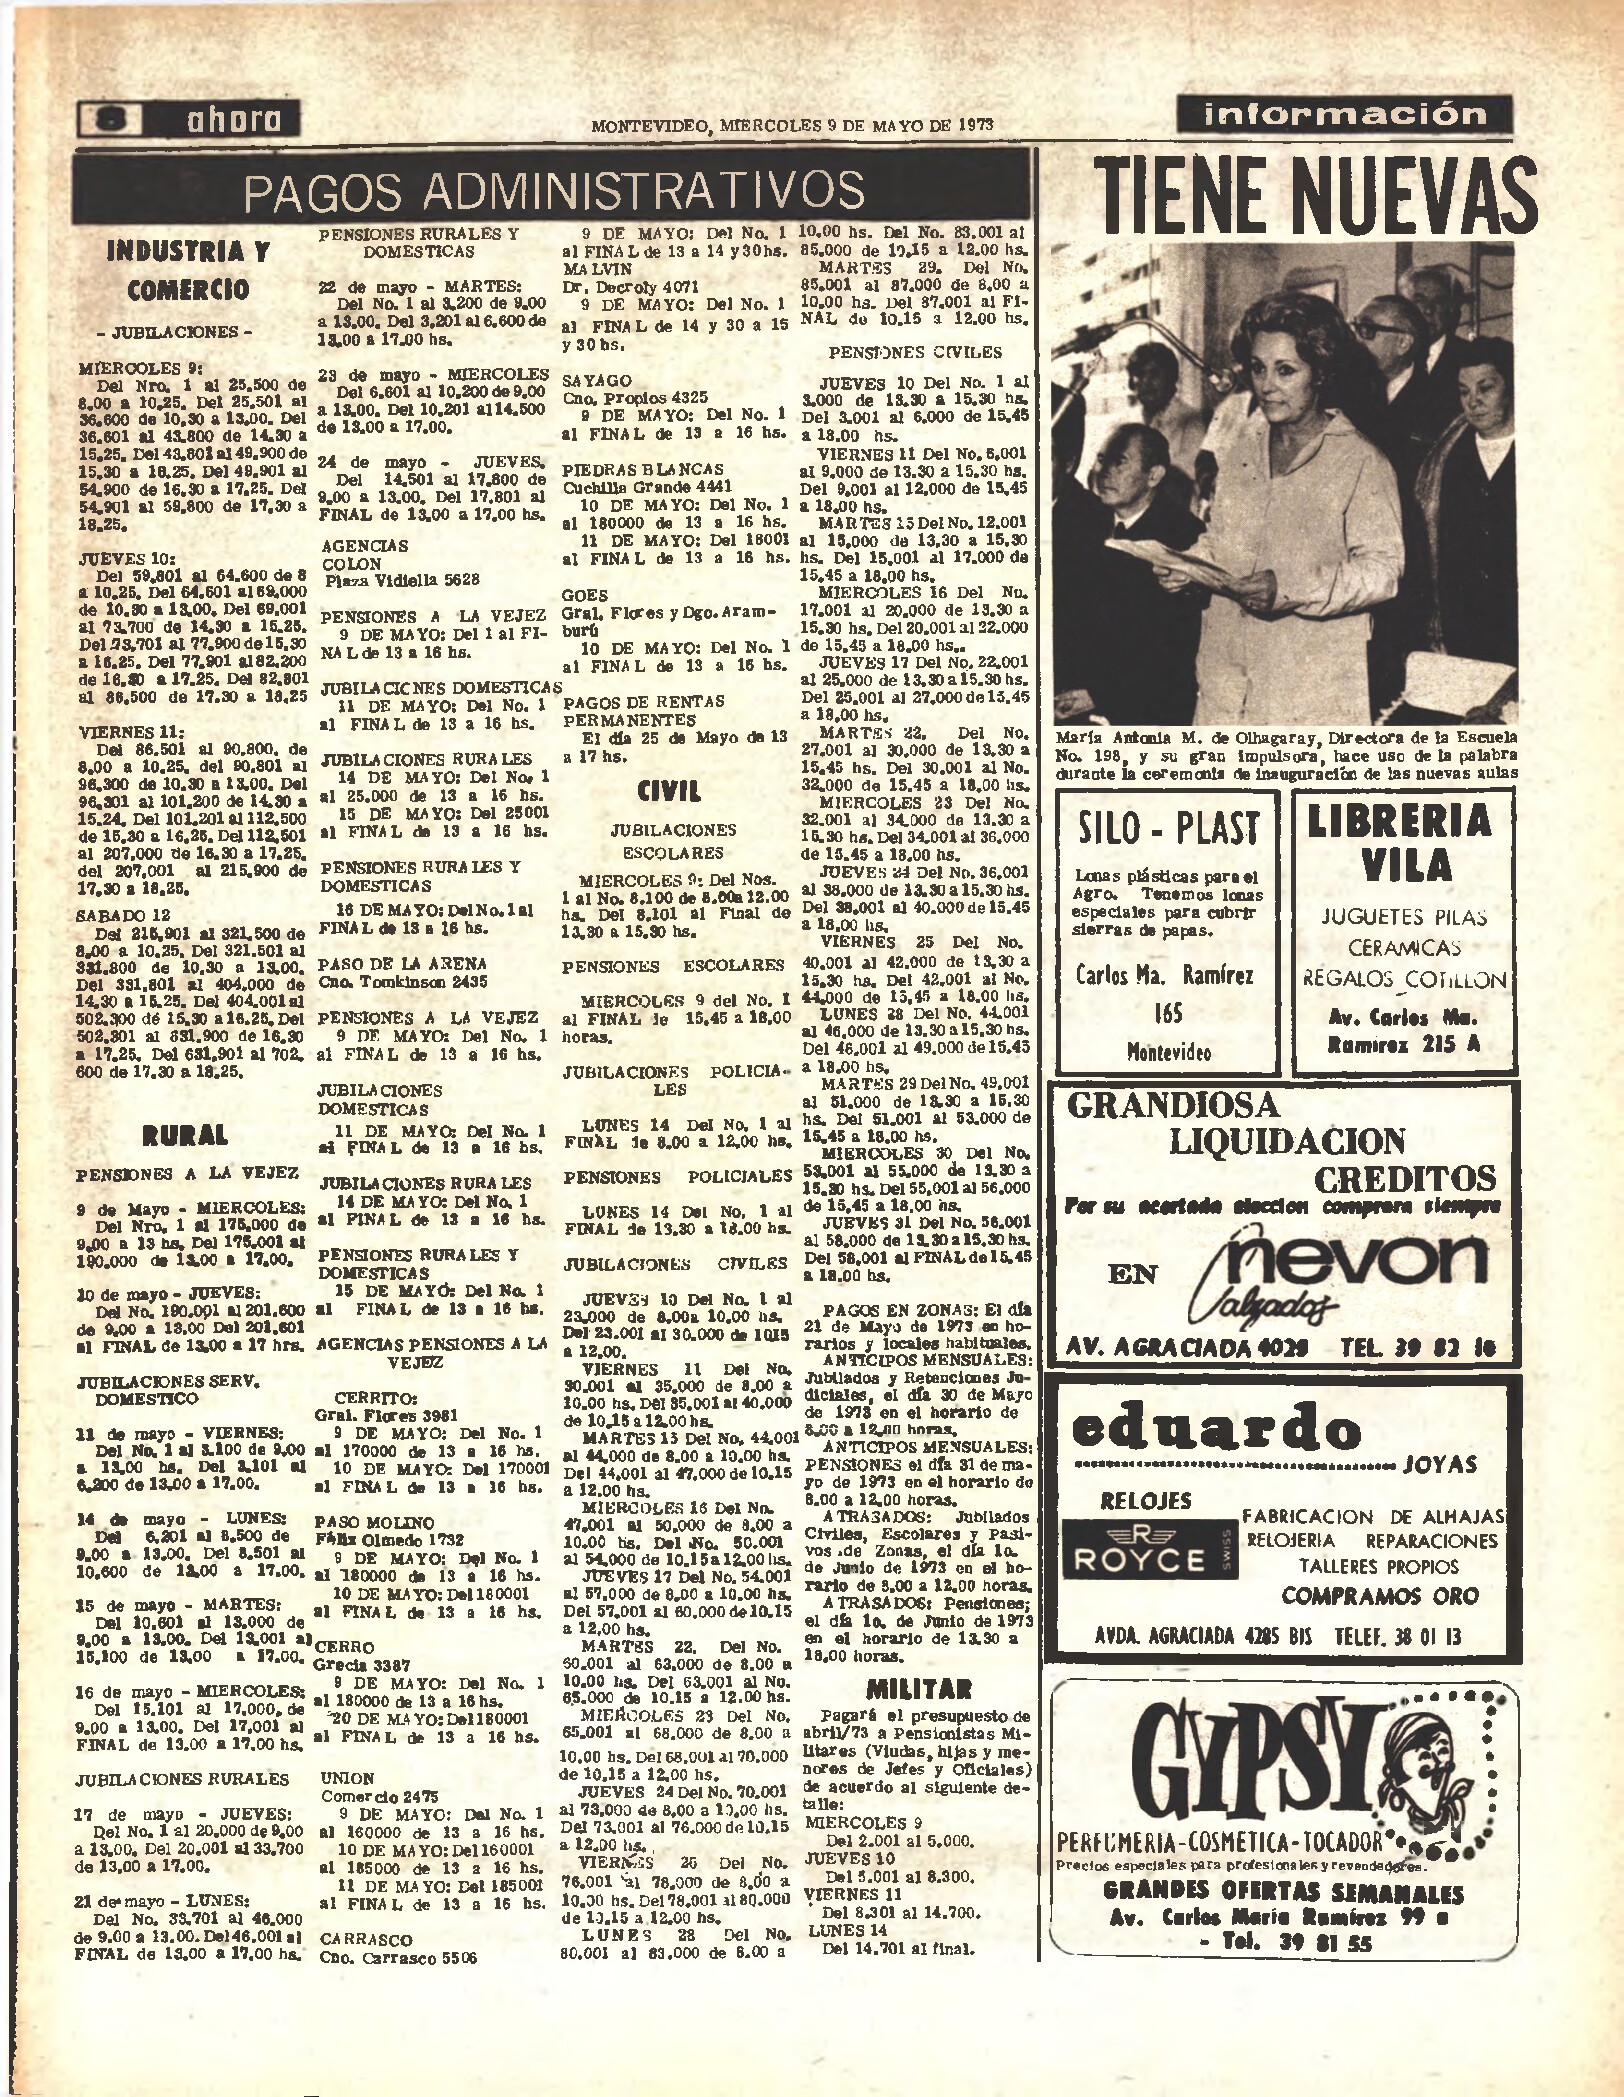 8 ahora
MONTEVIDEO, MIERCOLES 9 DE MAYO DE 1973
información
PAGOS ADMINISTRATIVOS
INDUSTRIA Y
COMERCIO
- JUBILACIONES -
MIERCOLES 9:
Del Nro. 1 al 25.500 de
8.00 a 10.25. Del 25.501 al
36.600 de 10.30 a 13.00. Del
36.601 al 43.800 de 14.30 a
15.25. Del 43.801 al 49.900 de
15.30 a 16.25. Del 49.901 al
54.900 de 16.30 a 17.25. Del
54.901 al 59.800 de 17.30 a
18.25.
JUEVES 10:
Del 59.801 al 64.600 de 8
a 10.25. Del 64.601 al 69.000
de 10.30 a 13.00. Del 69.001
al 73.700 de 14.30 a 15.25.
Del 73.701 al 77.900 de 15.30
a 16.25. Del 77.901 al 82.200
de 16.30 a 17.25. Del 82.801
al 86.500 de 17.30 a 18.25
VIERNES 11:
Del 86.501 al 90.800. de
8.00 a 10.25. del 90.801 al
96.300 de 10.30 a 13.00. Del
96.301 al 101.200 de 14.30 a
15.24. Del 101.201 al 112.500
de 15.30 a 16.25. Del 112.501
al 207.000 de 16.30 a 17.25.
del 207.001 al 215.900 de
17.30 a 18.25.
SABADO 12
Del 215.901 al 321.500 de
8.00 a 10.25. Del 321.501 al
331.800 de 10.30 a 13.00.
Del 331.801 al 404.000 de
14.30 a 15.25. Del 404.001 al
502.300 de 15.30 a 16.25. Del
502.301 al 631.900 de 16.30
a 17.25. Del 631.901 al 702.
600 de 17.30 a 18.25.
RURAL
PENSIONES A LA VEJEZ
9 de Mayo - MIERCOLES:
Del Nro. 1 al 175.000 de
9.00 a 13 hs. Del 175.001 al
190.000 de 13.00 a 17.00.
10 de mayo - JUEVES:
Del No. 190.001 al 201.600
de 9.00 a 13.00 Del 201.601
al FINAL de 13.00 a 17 hrs.
JUBILACIONES SERV.
DOMESTICO
11 de mayo - VIERNES:
Del No. 1 al 3.100 de 9.00
a 13.00 hs. Del 3.101 al
6.200 de 13.00 a 17.00.
14 de mayo - LUNES:
Del 6.201 al 8.500 de
9.00 a 13.00. Del 8.501 al
10.600 de 13.00 a 17.00.
15 de mayo - MARTES:
Del 10.601 al 13.000 de
9.00 a 13.00. Del 13.001 al
15.100 de 13.00 a 17.00.
16 de mayo - MIERCOLES:
Del 15.101 al 17.000, de
9.00 a 13.00. Del 17.001 al
FINAL de 13.00 a 17.00 hs.
JUBILACIONES RURALES
17 de mayo - JUEVES:
Del No. 1 al 20.000 de 9.00
a 13.00. Del 20.001 al 33.700
de 13.00 a 17.00.
21 de mayo - LUNES:
Del No. 33.701 al 46.000
de 9.00 a 13.00. Del 46.001 al
FINAL de 13.00 a 17.00 hs.
PENSIONES RURALES Y
DOMESTICAS
22 de mayo - MARTES:
Del No. 1 al 3.200 de 9.00
a 13.00. Del 3.201 al 6.600 de
13.00 a 17.00 hs.
23 de mayo - MIERCOLES
Del 6.601 al 10.200 de 9.00
a 13.00. Del 10.201 al 14.500
de 13.00 a 17.00.
24 de mayo - JUEVES.
Del 14.501 al 17.800 de
9.00 a 13.00. Del 17.801 al
FINAL de 13.00 a 17.00 hs.
AGENCIAS
COLON
Plaza Vidiella 5628
PENSIONES A LA VEJEZ
9 DE MAYO: Del 1 al FI-
NAL de 13 a 16 hs.
JUBILACIONES DOMESTICAS
11 DE MAYO: Del No. 1
al FINAL de 13 a 16 hs.
JUBILACIONES RURALES
14 DE MAYO: Del No. 1
al 25.000 de 13 a 16 hs.
15 DE MAYO: Del 25001
al FINAL de 13 a 16 hs.
PENSIONES RURALES Y
DOMESTICAS
16 DE MAYO: Del No. 1 al
FINAL de 13 a 16 hs.
PASO DE LA ARENA
Cno. Tomkinson 2435
PENSIONES A LA VEJEZ
9 DE MAYO: Del No. 1
al FINAL de 13 a 16 hs.
JUBILACIONES
DOMESTICAS
11 DE MAYO: Del No. 1
al FINAL de 13 a 16 hs.
JUBILACIONES RURALES
14 DE MAYO: Del No. 1
al FINAL de 13 a 16 hs.
PENSIONES RURALES Y
DOMESTICAS
15 DE MAYO: Del No. 1
al FINAL de 13 a 16 hs.
AGENCIAS PENSIONES A LA
VEJEZ
CERRITO:
Gral. Flores 3981
9 DE MAYO: Del No. 1
al 170000 de 13 a 16 hs.
10 DE MAYO: Del 170001
al FINAL de 13 a 16 hs.
PASO MOLINO
Félix Olmedo 1732
9 DE MAYO: Del No. 1
al 180000 de 13 a 16 hs.
10 DE MAYO: Del 180001
al FINAL de 13 a 16 hs.
CERRO
Grecia 3387
9 DE MAYO: Del No. 1
al 180000 de 13 a 16 hs.
20 DE MAYO: Del 180001
al FINAL de 13 a 16 hs.
UNION
Comercio 2475
9 DE MAYO: Del No. 1
al 160000 de 13 a 16 hs.
10 DE MAYO: Del 160001
al 185000 de 13 a 16 hs.
11 DE MAYO: Del 185001
al FINAL de 13 a 16 hs.
CARRASCO
Cno. Carrasco 5506
9 DE MAYO: Del No. 1
al FINAL de 13 a 14 y 30 hs.
MALVIN
Dr. Decroly 4071
9 DE MAYO: Del No. 1
al FINAL de 14 y 30 a 15
y 30 hs.
SAYAGO
Cno. Propios 4325
9 DE MAYO: Del No. 1
al FINAL de 13 a 16 hs.
PIEDRAS BLANCAS
Cuchilla Grande 4441
10 DE MAYO: Del No. 1
al 180000 de 13 a 16 hs.
11 DE MAYO: Del 18001
al FINAL de 13 a 16 hs.
GOES
Gral. Flores y Dgo. Aram-
burú
10 DE MAYO: Del No. 1
al FINAL de 13 a 16 hs.
PAGOS DE RENTAS
PERMANENTES
El día 25 de Mayo de 13
a 17 hs.
CIVIL
JUBILACIONES
ESCOLARES
MIERCOLES 9: Del Nos.
1 al No. 8.100 de 8.00 a 12.00
hs. Del 8.101 al Final de
13.30 a 15.30 hs.
PENSIONES ESCOLARES
MIERCOLES 9 del No. 1
al FINAL de 15.45 a 18.00
horas.
JUBILACIONES POLICIA-
LES
LUNES 14 Del No. 1 al
FINAL de 8.00 a 12.00 hs.
PENSIONES POLICIALES
LUNES 14 Del No. 1 al
FINAL de 13.30 a 18.00 hs.
JUBILACIONES CIVILES
JUEVES 10 Del No. 1 al
23.000 de 8.00 a 10.00 hs.
Del 23.001 al 30.000 de 1015
a 12.00.
VIERNES 11 Del No.
30.001 al 35.000 de 8.00 a
10.00 hs. Del 35.001 al 40.000
de 10.15 a 12.00 hs.
MARTES 15 Del No. 44.001
al 44.000 de 8.00 a 10.00 hs.
Del 44.001 al 47.000 de 10.15
a 12.00 hs.
MIERCOLES 16 Del No.
47.001 al 50.000 de 8.00 a
10.00 hs. Del No. 50.001
al 54.000 de 10.15 a 12.00 hs.
JUEVES 17 Del No. 54.001
al 57.000 de 8.00 a 10.00 hs.
Del 57.001 al 60.000 de 10.15
a 12.00 hs.
MARTES 22. Del No.
60.001 al 63.000 de 8.00 a
10.00 hs. Del 63.001 al No.
65.000 de 10.15 a 12.00 hs.
MIERCOLES 23 Del No.
65.001 al 68.000 de 8.00 a
10.00 hs. Del 68.001 al 70.000
de 10.15 a 12.00 hs.
JUEVES 24 Del No. 70.001
al 73.000 de 8.00 a 10.00 hs.
Del 73.001 al 76.000 de 10.15
a 12.00 hs.
VIERNES 25 Del No.
76.001 al 78.000 de 8.00 a
10.00 hs. Del 78.001 al 80.000
de 10.15 a 12.00 hs.
LUNES 28 Del No.
80.001 al 83.000 de 8.00 a
10.00 hs. Del No. 83.001 al
85.000 de 10.15 a 12.00 hs.
MARTES 29. Del No.
85.001 al 87.000 de 8.00 a
10.00 hs. Del 87.001 al FI-
NAL de 10.15 a 12.00 hs.
PENSIONES CIVILES
JUEVES 10 Del No. 1 al
3.000 de 13.30 a 15.30 hs.
Del 3.001 al 6.000 de 15.45
a 18.00 hs.
VIERNES 11 Del No. 6.001
al 9.000 de 13.30 a 15.30 hs.
Del 9.001 al 12.000 de 15.45
a 18.00 hs.
MARTES 15 Del No. 12.001
al 15.000 de 13.30 a 15.30
hs. Del 15.001 al 17.000 de
15.45 a 18.00 hs.
MIERCOLES 16 Del No.
17.001 al 20.000 de 13.30 a
15.30 hs. Del 20.001 al 22.000
de 15.45 a 18.00 hs..
JUEVES 17 Del No. 22.001
al 25.000 de 13.30 a 15.30 hs.
Del 25.001 al 27.000 de 15.45
a 18.00 hs.
MARTES 22. Del No.
27.001 al 30.000 de 13.30 a
15.45 hs. Del 30.001 al No.
32.000 de 15.45 a 18.00 hs.
MIERCOLES 23 Del No.
32.001 al 34.000 de 13.30 a
15.30 hs. Del 34.001 al 36.000
de 15.45 a 18.00 hs.
JUEVES 24 Del No. 36.001
al 38.000 de 13.30 a 15.30 hs.
Del 38.001 al 40.000 de 15.45
a 18.00 hs.
VIERNES 25 Del No.
40.001 al 42.000 de 13.30 a
15.30 hs. Del 42.001 al No.
44.000 de 15.45 a 18.00 hs.
LUNES 28 Del No. 44.001
al 46.000 de 13.30 a 15.30 hs.
Del 46.001 al 49.000 de 15.45
a 18.00 hs.
MARTES 29 Del No. 49.001
al 51.000 de 13.30 a 15.30
hs. Del 51.001 al 53.000 de
15.45 a 18.00 hs.
MIERCOLES 30 Del No.
53.001 al 55.000 de 13.30 a
15.30 hs. Del 55.001 al 56.000
de 15.45 a 18.00 hs.
JUEVES 31 Del No. 56.001
al 58.000 de 13.30 a 15.30 hs.
Del 58.001 al FINAL de 15.45
a 18.00 hs.
PAGOS EN ZONAS: El día
21 de Mayo de 1973 en ho-
rarios y locales habituales.
ANTICIPOS MENSUALES:
Jubilados y Retenciones Ju-
diciales, el día 30 de Mayo
de 1973 en el horario de
8.00 a 12.00 horas.
ANTICIPOS MENSUALES:
PENSIONES el día 31 de ma-
yo de 1973 en el horario de
8.00 a 12.00 horas.
ATRASADOS: Jubilados
Civiles, Escolares y Pasi-
vos de Zonas, el día 1o.
de Junio de 1973 en el ho-
rario de 8.00 a 12.00 horas.
ATRASADOS: Pensiones;
el día 1o. de Junio de 1973
en el horario de 13.30 a
18.00 horas.
MILITAR
Pagará el presupuesto de
abril/73 a Pensionistas Mi-
litares (Viudas, hijas y me-
nores de Jefes y Oficiales)
de acuerdo al siguiente de-
talle:
MIERCOLES 9
Del 2.001 al 5.000.
JUEVES 10
Del 5.001 al 8.300.
VIERNES 11
Del 8.301 al 14.700.
LUNES 14
Del 14.701 al final.
TIENE NUEVAS
María Antonia M. de Olhagaray, Directora de la Escuela
No. 198, y su gran impulsora, hace uso de la palabra
durante la ceremonia de inauguración de las nuevas aulas
SILO - PLAST
Lonas plásticas para el
Agro. Tenemos lonas
especiales para cubrir
sierras de papas.
Carlos Ma. Ramírez
165
Montevideo
LIBRERIA
VILA
JUGUETES PILAS
CERAMICAS
REGALOS COTILLON
Av. Carlos Ma.
Ramirez 215 A
GRANDIOSA
LIQUIDACION
CREDITOS
Por su acertada eleccion comprara siempre
EN nevon
Calzados
AV. AGRACIADA 4029 TEL. 39 82 16
eduardo
JOYAS
RELOJES
R
ROYCE
SWISS
FABRICACION DE ALHAJAS
RELOJERIA REPARACIONES
TALLERES PROPIOS
COMPRAMOS ORO
AVDA. AGRACIADA 4285 BIS TELEF. 38 01 13
GYPSY
PERFUMERIA-COSMETICA-TOCADOR
Precios especiales para profesionales y revendedores.
GRANDES OFERTAS SEMANALES
Av. Carlos María Ramírez 99 a
- Tel. 39 81 55